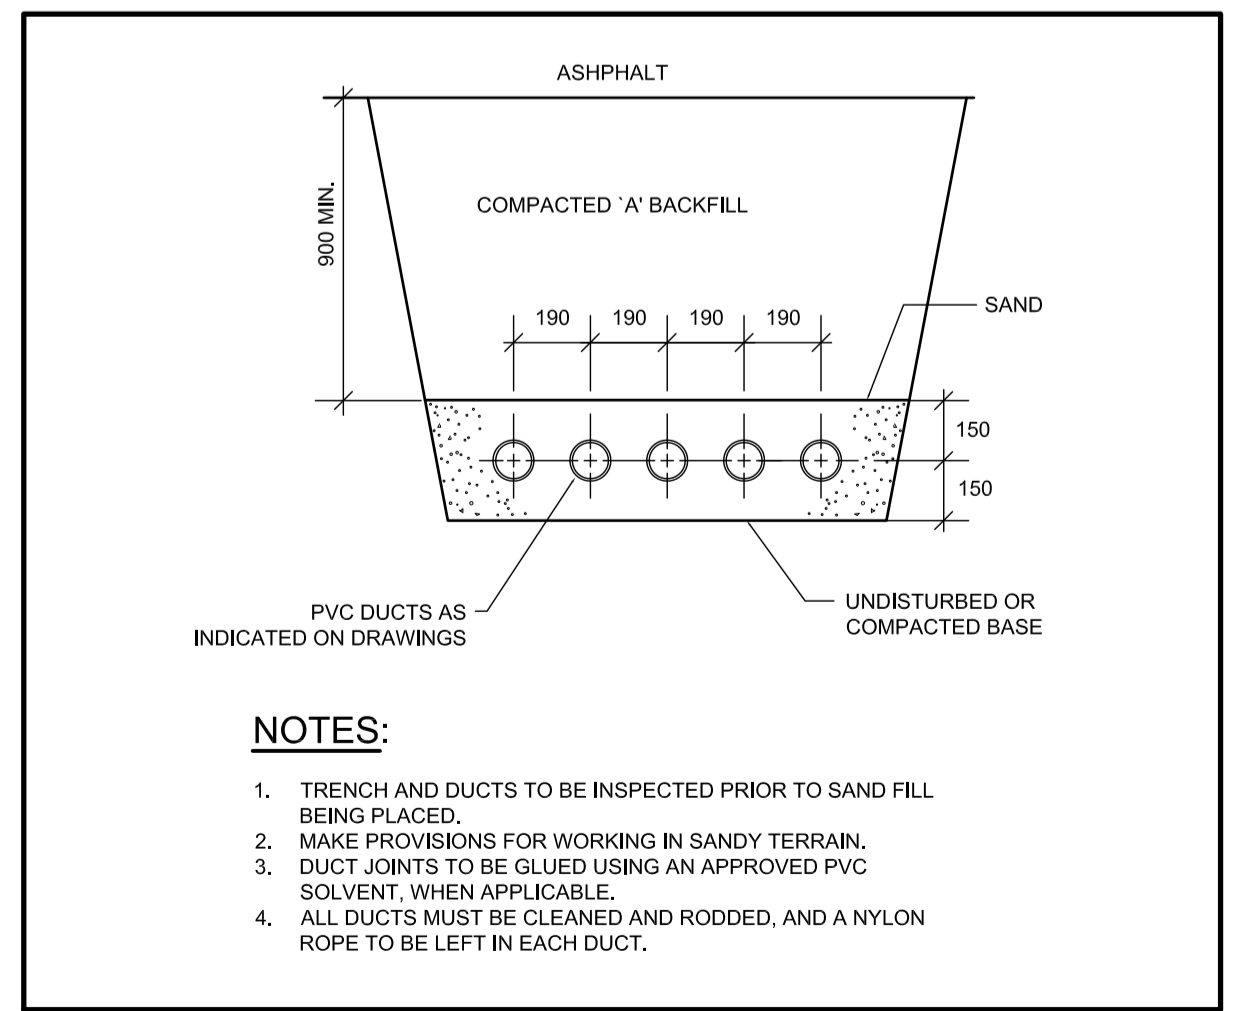 ASHPHALT
900 MIN.
COMPACTED `A' BACKFILL
SAND
190 190 190 190
150
150
PVC DUCTS AS
INDICATED ON DRAWINGS
UNDISTURBED OR
COMPACTED BASE
NOTES:
1. TRENCH AND DUCTS TO BE INSPECTED PRIOR TO SAND FILL
BEING PLACED.
2. MAKE PROVISIONS FOR WORKING IN SANDY TERRAIN.
3. DUCT JOINTS TO BE GLUED USING AN APPROVED PVC
SOLVENT, WHEN APPLICABLE.
4. ALL DUCTS MUST BE CLEANED AND RODDED, AND A NYLON
ROPE TO BE LEFT IN EACH DUCT.